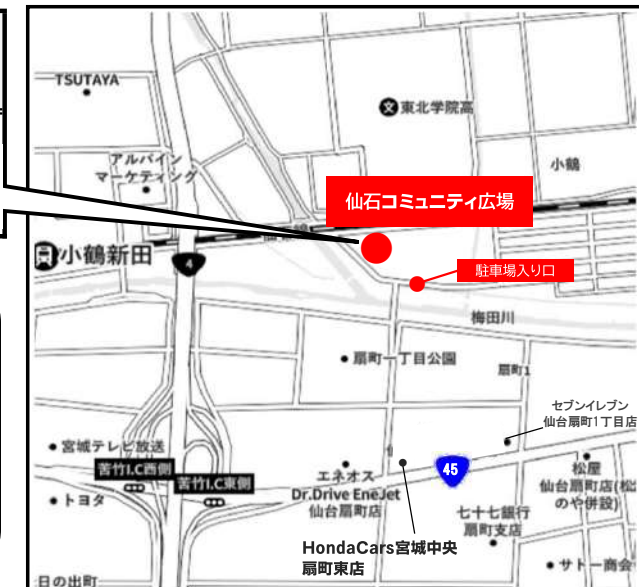 TSUTAYA
東北学院高
アルパイン
マーケティング
小鶴
仙石コミュニティ広場
小鶴新田
4
駐車場入り口
梅田川
扇町一丁目公園
扇町1
セブンイレブン
仙台扇町1丁目店
宮城テレビ放送
苦竹I.C西側
苦竹I.C東側
トヨタ
エネオス
Dr.Drive EneJet
仙台扇町店
45
松屋
仙台扇町店(松
のや併設)
七十七銀行
扇町支店
HondaCars宮城中央
扇町東店
サトー商会
日の出町